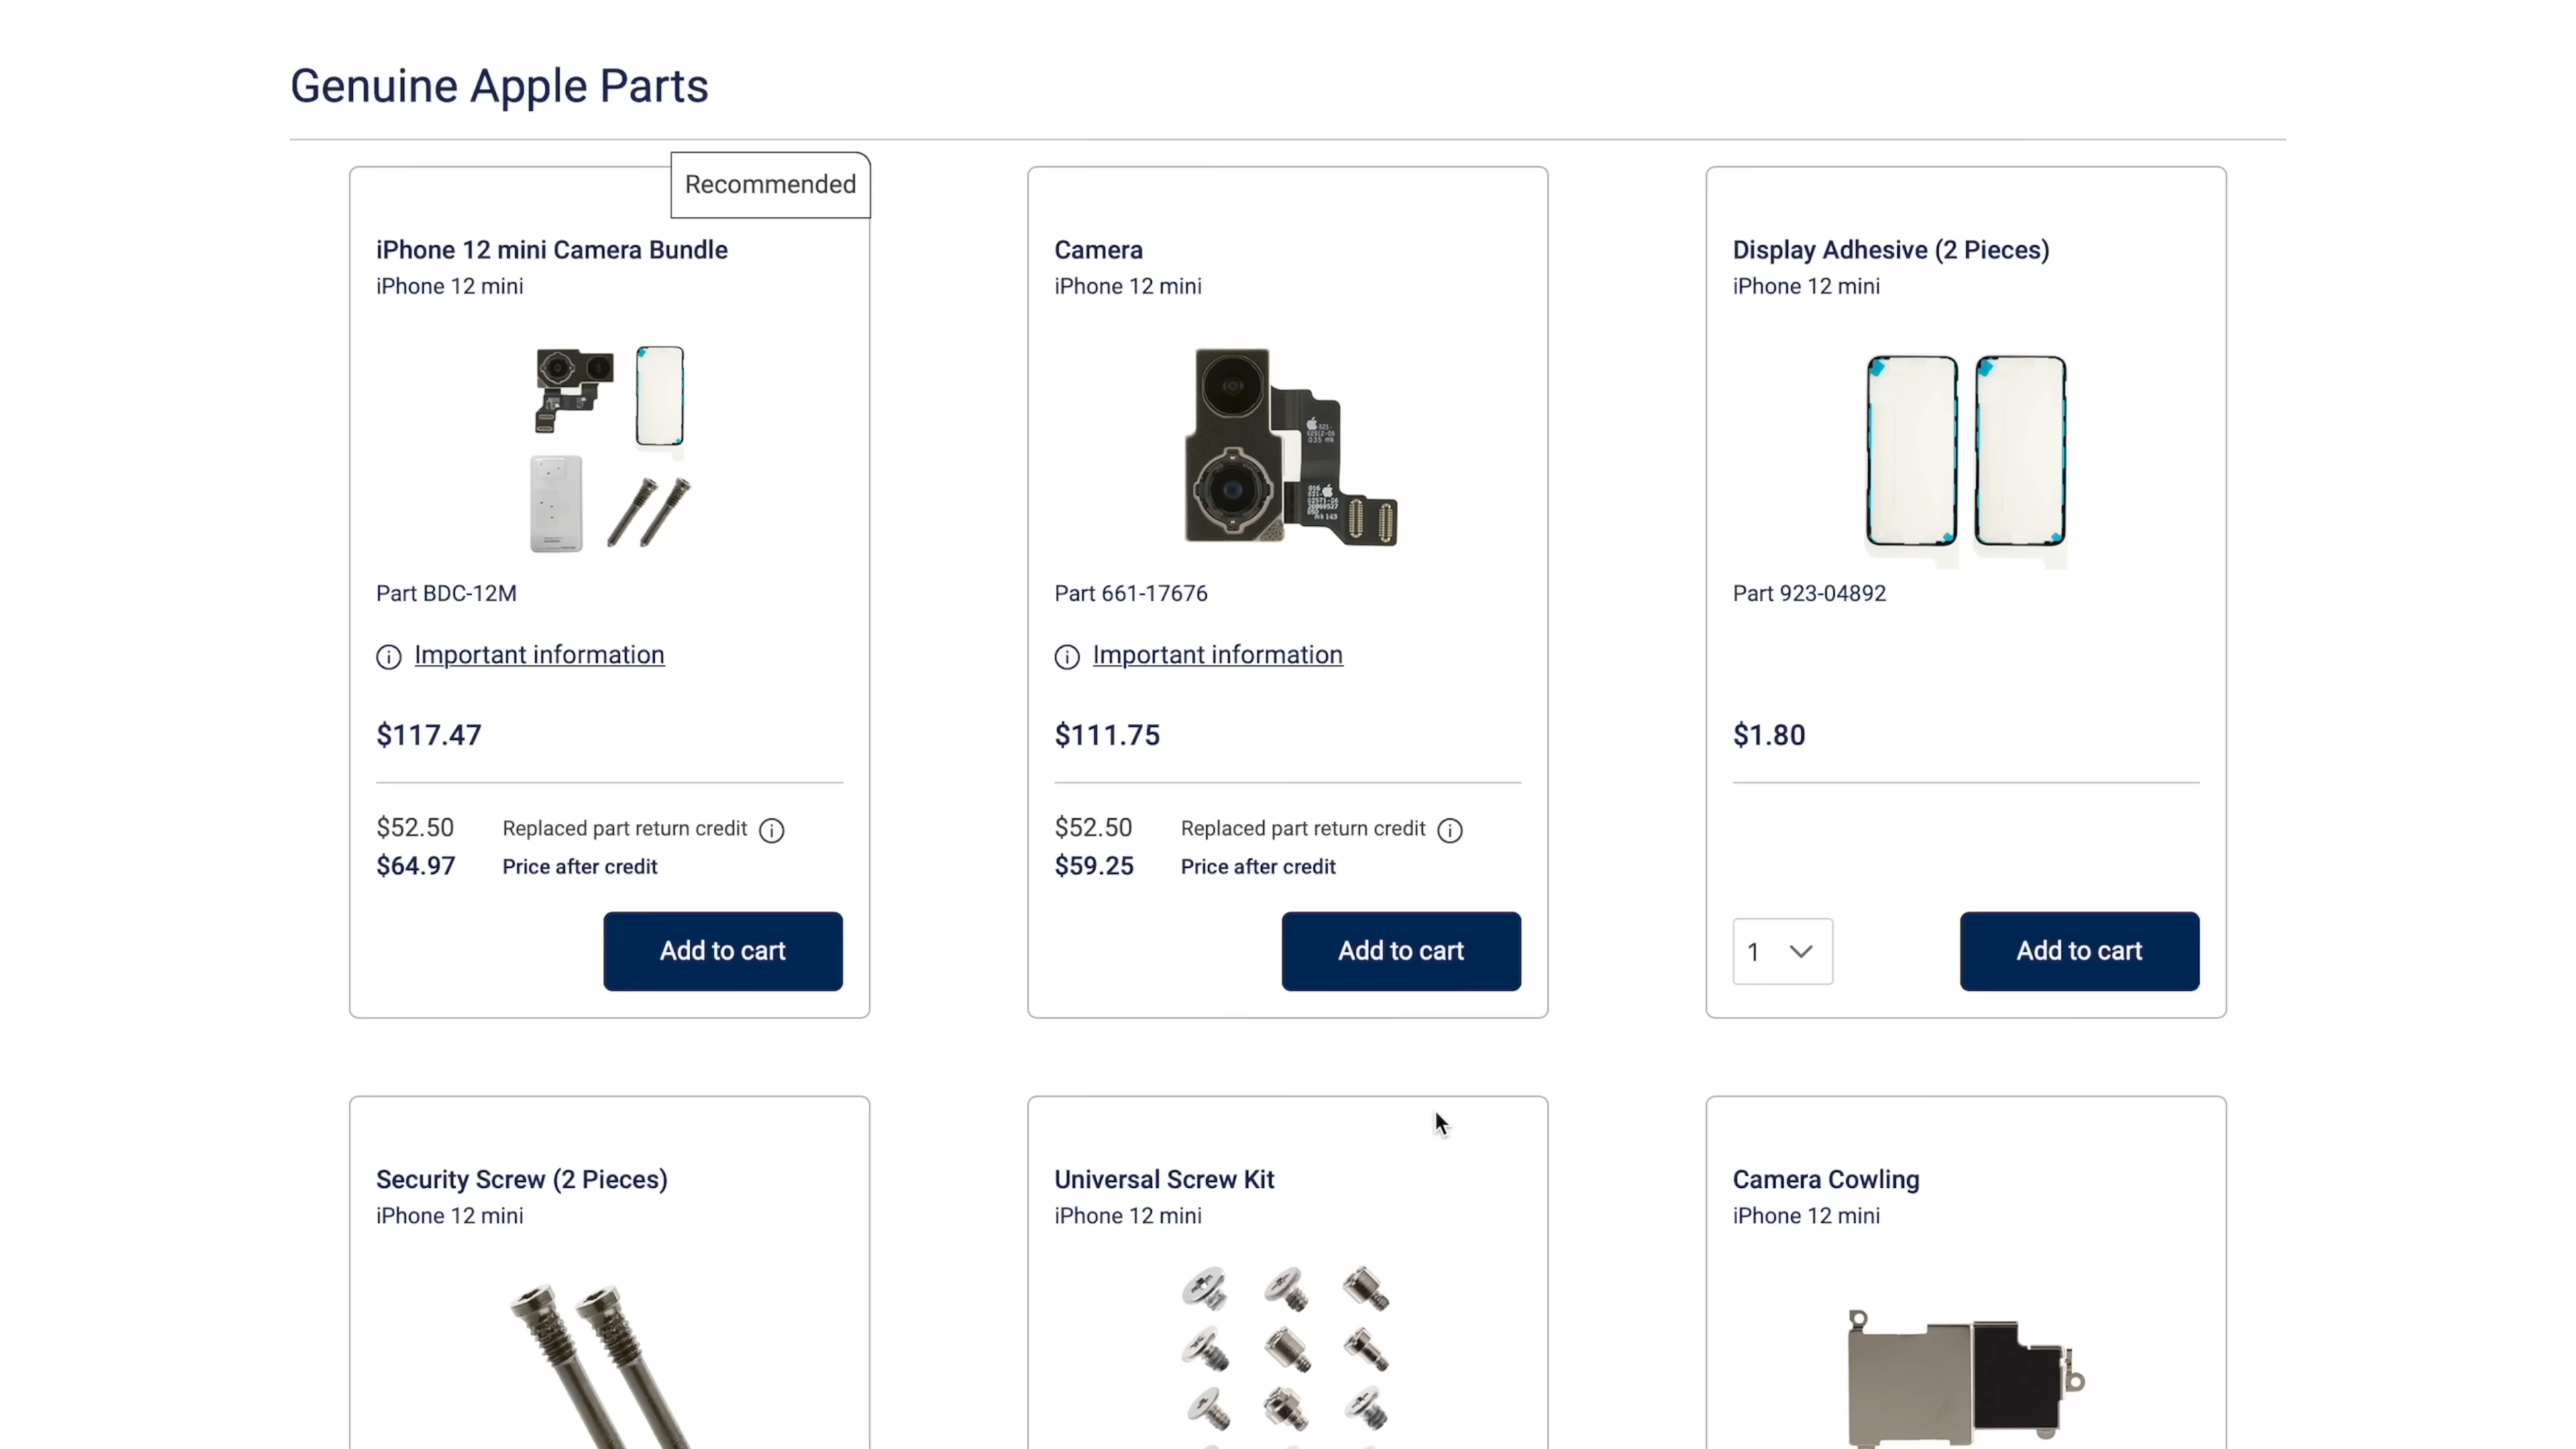 Genuine Apple Parts
Recommended
iPhone 12 mini Camera Bundle
iPhone 12 mini
Part BDC-12M
Important information
$117.47
$52.50 Replaced part return credit
$64.97 Price after credit
Add to cart
Camera
iPhone 12 mini
Part 661-17676
Important information
$111.75
$52.50 Replaced part return credit
$59.25 Price after credit
Add to cart
Display Adhesive (2 Pieces)
iPhone 12 mini
Part 923-04892
$1.80
1
Add to cart
Security Screw (2 Pieces)
iPhone 12 mini
Universal Screw Kit
iPhone 12 mini
Camera Cowling
iPhone 12 mini